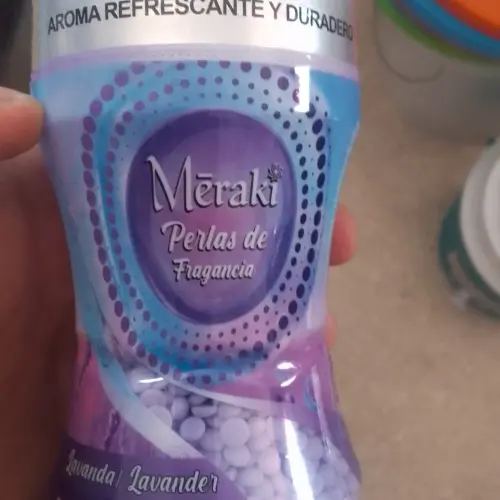 AROMA REFRESCANTE Y DURADERO
Mēraki
Perlas de
Fragancia
Lavanda/ Lavander